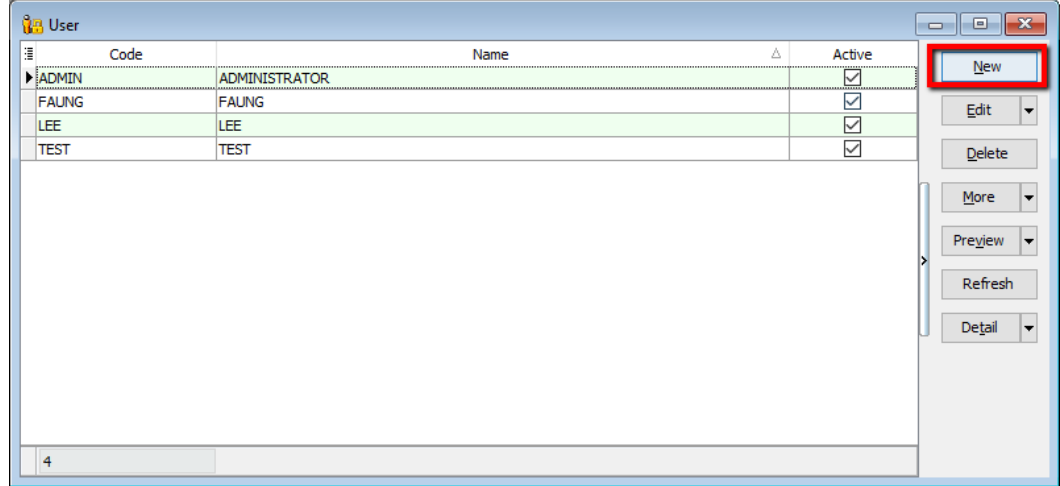 User
Code Name Active
ADMIN ADMINISTRATOR
FAUNG FAUNG
LEE LEE
TEST TEST
4
New
Edit
Delete
More
Preview
Refresh
Detail